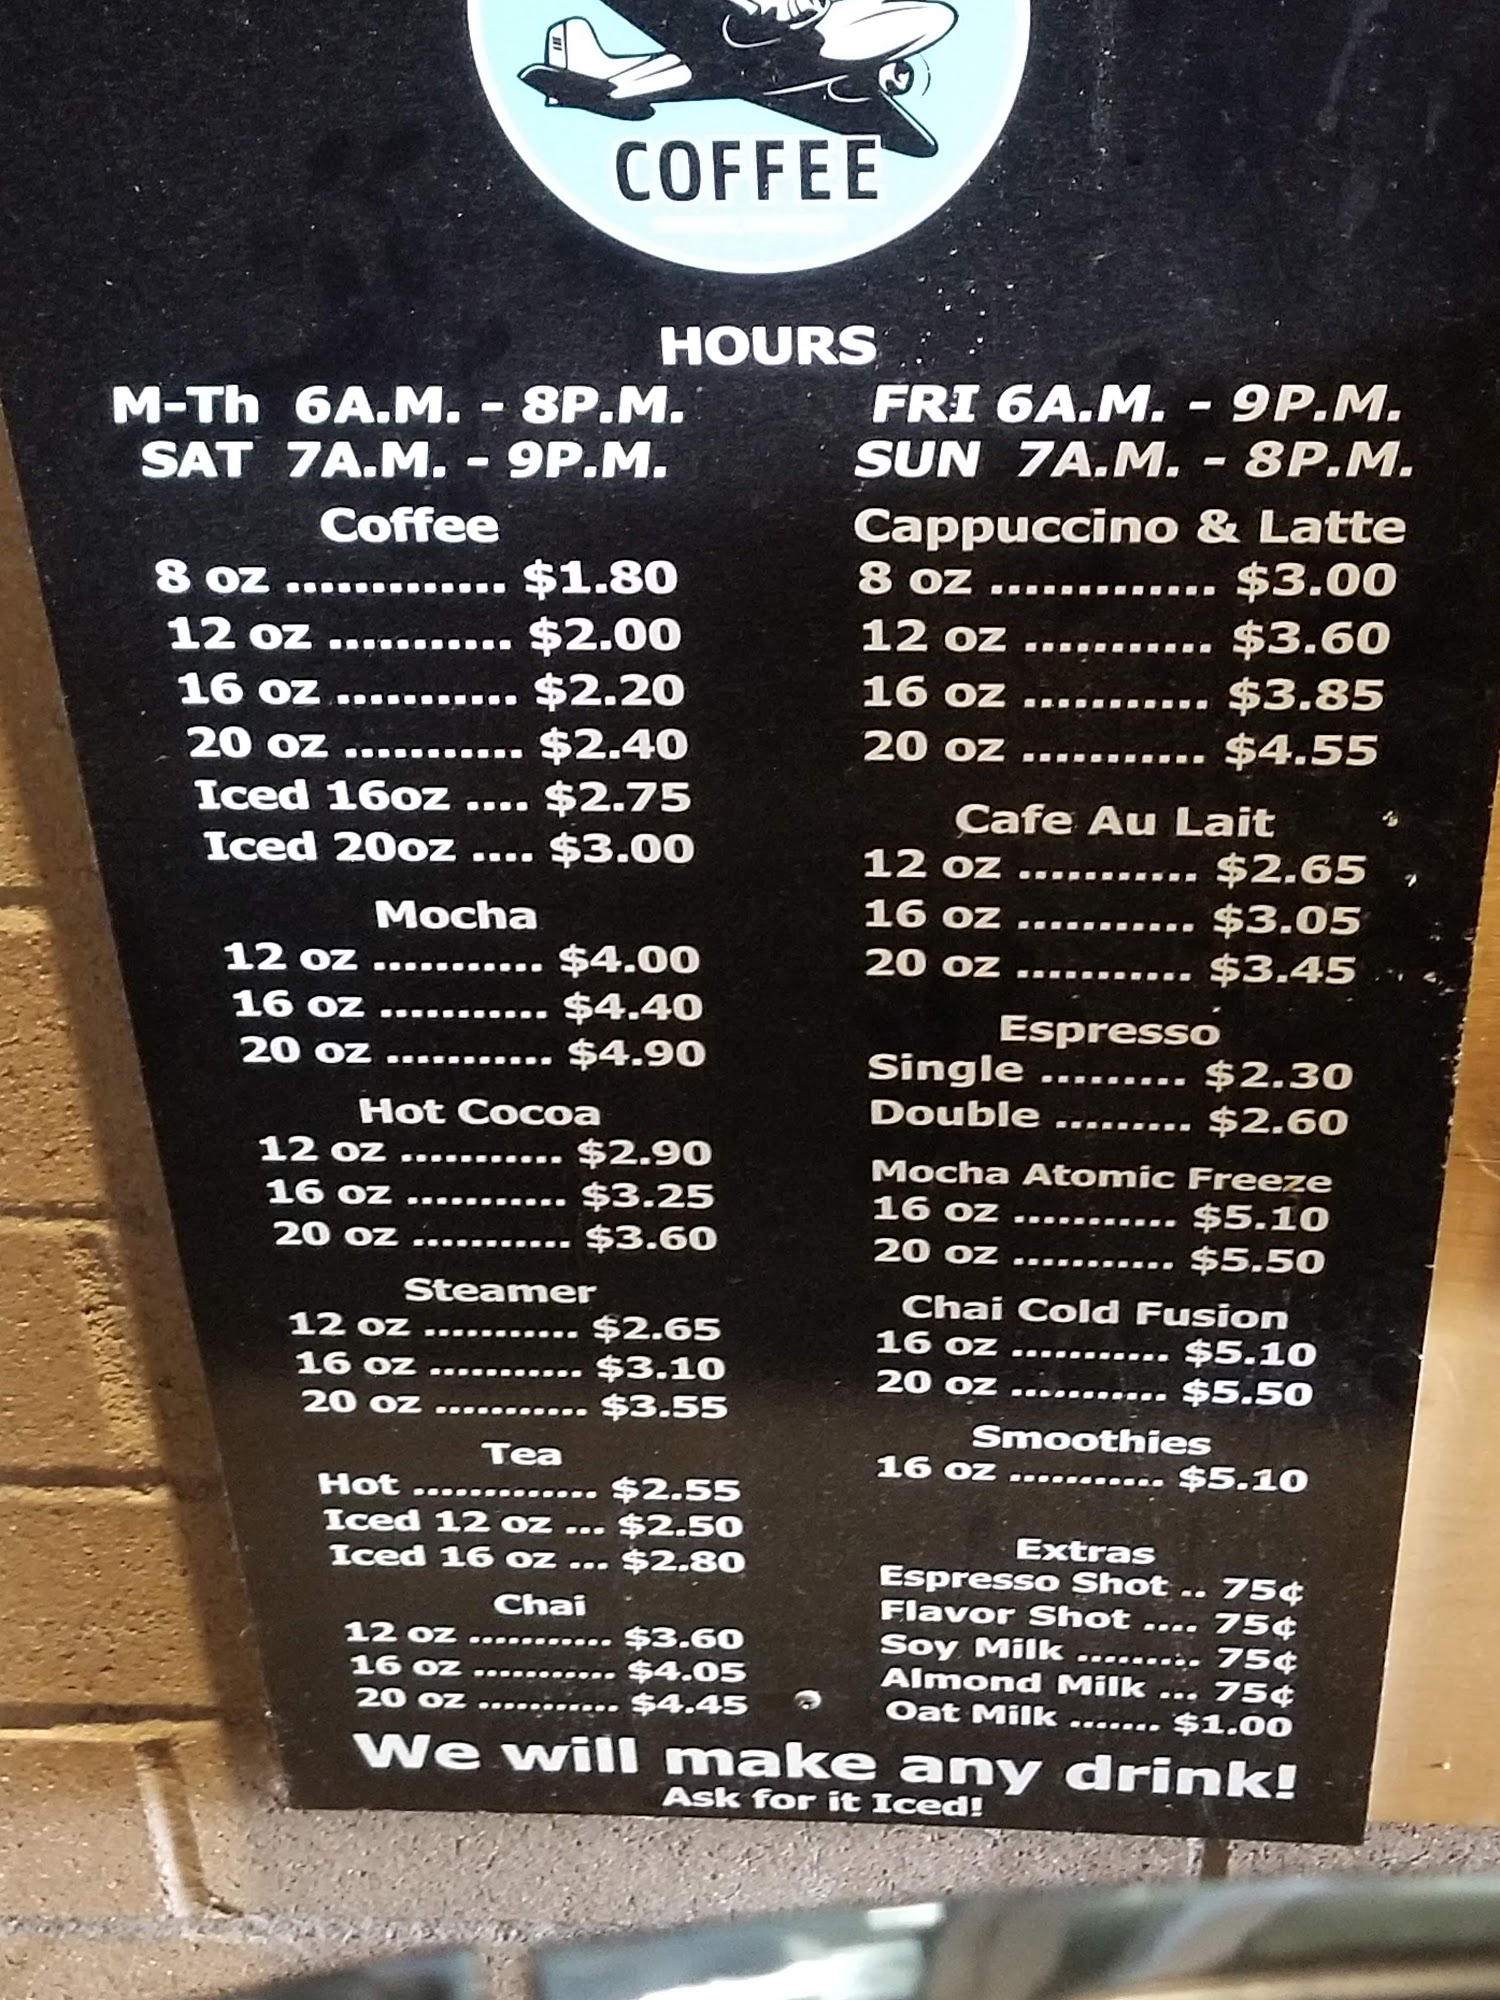 COFFEE
HOURS
M-Th 6A.M. - 8P.M.
SAT 7A.M. - 9P.M.
FRI 6A.M. - 9P.M.
SUN 7A.M. - 8P.M.
Coffee
8 oz ............. $1.80
12 oz ........... $2.00
16 oz ........... $2.20
20 oz ........... $2.40
Iced 16oz .... $2.75
Iced 20oz .... $3.00
Mocha
12 oz ........... $4.00
16 oz ........... $4.40
20 oz ........... $4.90
Hot Cocoa
12 oz ........... $2.90
16 oz ........... $3.25
20 oz ........... $3.60
Steamer
12 oz ........... $2.65
16 oz ........... $3.10
20 oz ........... $3.55
Tea
Hot ............. $2.55
Iced 12 oz ... $2.50
Iced 16 oz ... $2.80
Chai
12 oz ........... $3.60
16 oz ........... $4.05
20 oz ........... $4.45
Cappuccino & Latte
8 oz ............. $3.00
12 oz ........... $3.60
16 oz ........... $3.85
20 oz ........... $4.55
Cafe Au Lait
12 oz ........... $2.65
16 oz ........... $3.05
20 oz ........... $3.45
Espresso
Single ......... $2.30
Double ......... $2.60
Mocha Atomic Freeze
16 oz ........... $5.10
20 oz ........... $5.50
Chai Cold Fusion
16 oz ........... $5.10
20 oz ........... $5.50
Smoothies
16 oz ........... $5.10
Extras
Espresso Shot .. 75¢
Flavor Shot .... 75¢
Soy Milk ......... 75¢
Almond Milk ... 75¢
Oat Milk ....... $1.00
We will make any drink!
Ask for it Iced!